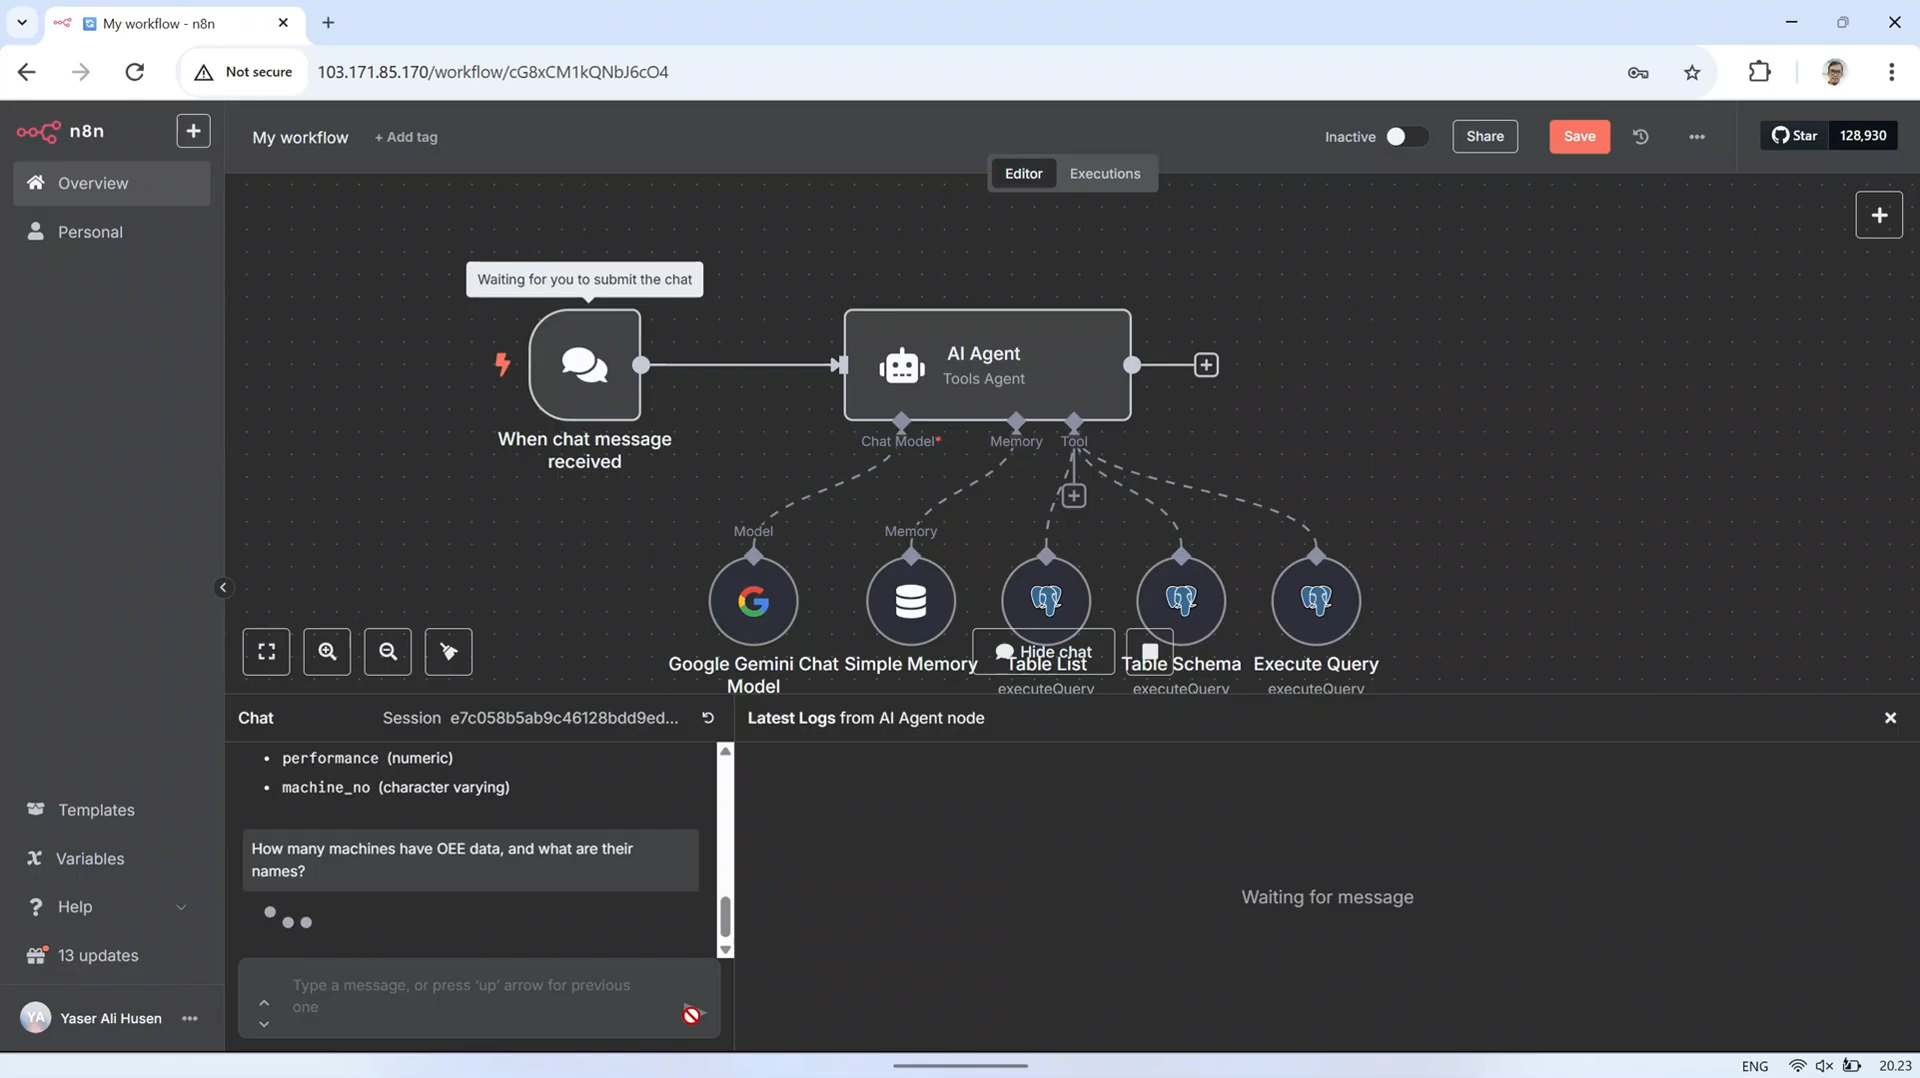 My workflow - n8n
Not secure
103.171.85.170/workflow/cG8xCM1kQNbJ6cO4
n8n
My workflow
+ Add tag
Inactive
Share
Save
Star
128,930
Editor
Executions
Overview
Personal
Waiting for you to submit the chat
AI Agent
Tools Agent
When chat message
received
Chat Model*
Memory
Tool
Model
Memory
Hide chat
Google Gemini Chat
Model
Simple Memory
Table List
executeQuery
Table Schema
executeQuery
Execute Query
executeQuery
Chat
Session e7c058b5ab9c46128bdd9ed...
Latest Logs from AI Agent node
• performance (numeric)
• machine_no (character varying)
How many machines have OEE data, and what are their
names?
Waiting for message
Type a message, or press 'up' arrow for previous
one
Templates
Variables
Help
13 updates
YA
Yaser Ali Husen
ENG
20.23